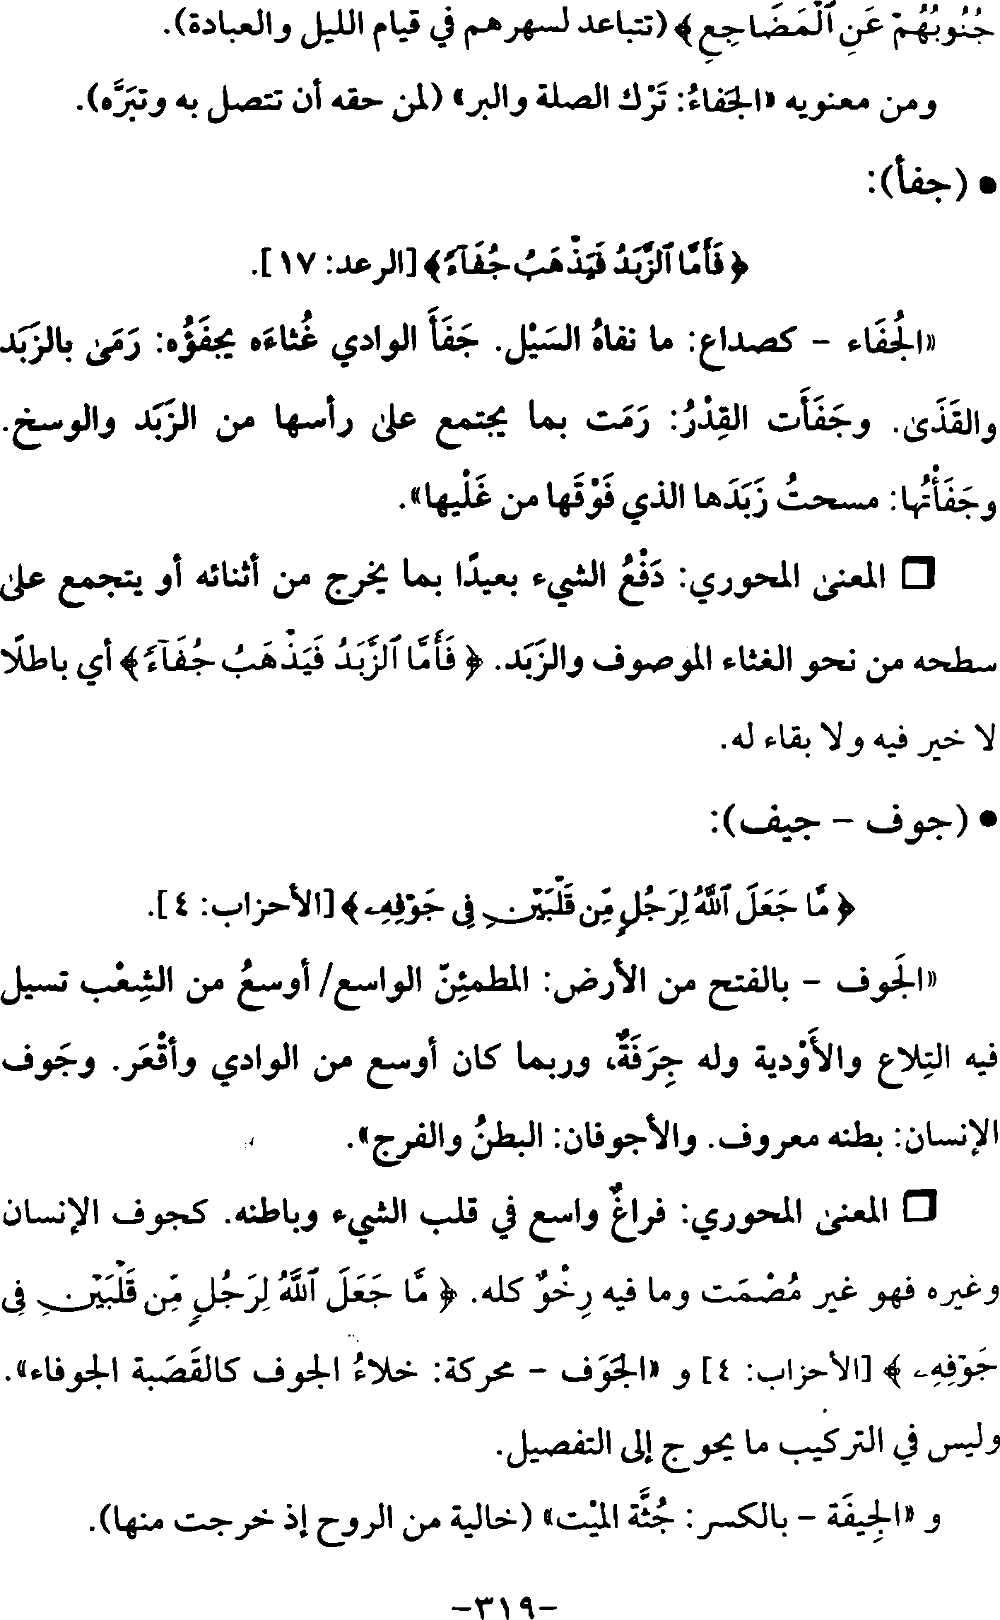 جُنُوبُهُمْ عَنِ ٱلْمَضَاجِعِ ﴾ (تتباعد لسهرهم في قيام الليل والعبادة).
ومن معنويه «الجَفاءُ: تَرْك الصلة والبر» (لمن حقه أن تتصل به وتبَرَّه).
• (جفأ):
﴿ فَأَمَّا ٱلزَّبَدُ فَيَذْهَبُ جُفَآءً ﴾ [الرعد: ١٧].
«الجُفَاء – كصداع: ما نفاهُ السَيْل. جَفَأَ الوادي غُثاءَه يجفَؤُه: رَمَىٰ بالزَبَد
والقَذَىٰ. وجَفَأَت القِدْرُ: رَمَت بما يجتمع علىٰ رأسها من الزَبَد والوسخ.
وجَفَأْتُها: مسحتُ زَبَدَها الذي فَوْقَها من غَلْيها».
□ المعنىٰ المحوري: دَفْعُ الشيء بعيدًا بما يخرج من أثنائه أو يتجمع علىٰ
سطحه من نحو الغثاء الموصوف والزَبَد. ﴿ فَأَمَّا ٱلزَّبَدُ فَيَذْهَبُ جُفَآءً ﴾ أي باطلًا
لا خير فيه ولا بقاء له.
• (جوف – جيف):
﴿ مَّا جَعَلَ ٱللَّهُ لِرَجُلٍ مِّن قَلْبَيْنِ فِي جَوْفِهِۦ ﴾ [الأحزاب: ٤].
«الجَوف – بالفتح من الأرض: المطمئِنّ الواسع/ أوسعُ من الشِعْب تسيل
فيه التِلاع والأَوْدية وله جِرَفَةٌ، وربما كان أوسع من الوادي وأقْعَر. وجَوف
الإنسان: بطنه معروف. والأجوفان: البطنُ والفرج».
□ المعنىٰ المحوري: فراغٌ واسع في قلب الشيء وباطنه. كجوف الإنسان
وغيره فهو غير مُصْمَت وما فيه رِخْوٌ كله. ﴿ مَّا جَعَلَ ٱللَّهُ لِرَجُلٍ مِّن قَلْبَيْنِ فِي
جَوْفِهِۦ ﴾ [الأحزاب: ٤] و «الجَوَف – محركة: خلاءُ الجوف كالقَصَبة الجوفاء».
وليس في التركيب ما يحوج إلى التفصيل.
و «الجِيفَة – بالكسر: جُثَّة الميْت» (خالية من الروح إذ خرجت منها).
–٣١٩–